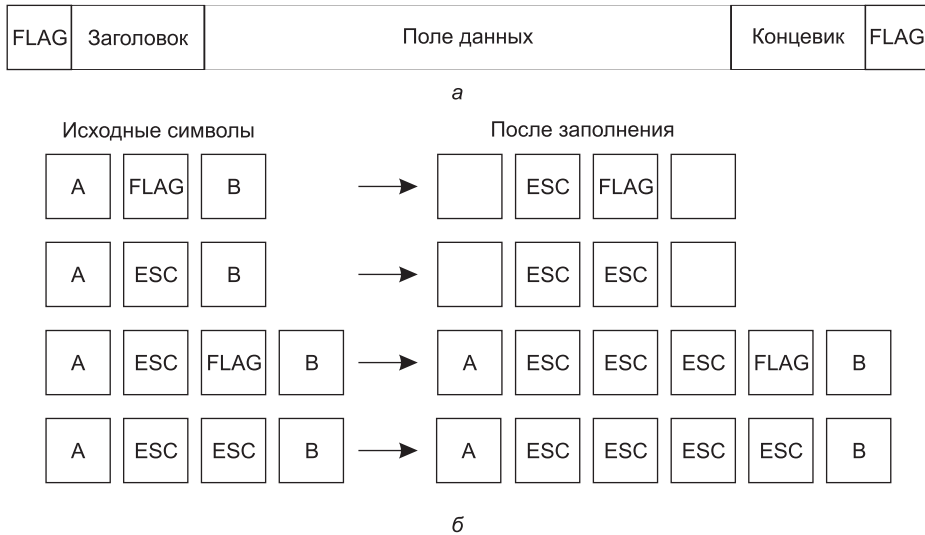 FLAG Заголовок Поле данных Концевик FLAG
а
Исходные символы После заполнения
A FLAG B ESC FLAG
A ESC B ESC ESC
A ESC FLAG B A ESC ESC ESC FLAG B
A ESC ESC B A ESC ESC ESC ESC B
б